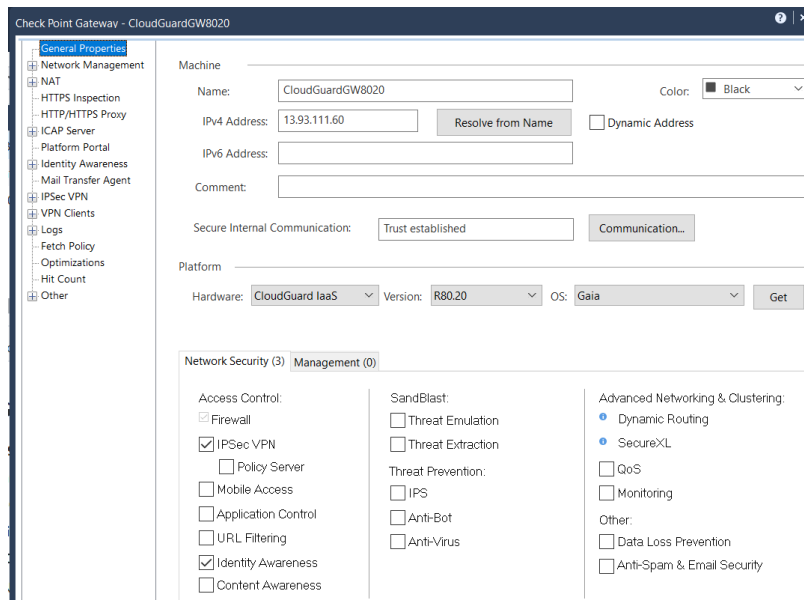 Check Point Gateway - CloudGuardGW8020
General Properties
Network Management
NAT
HTTPS Inspection
HTTP/HTTPS Proxy
ICAP Server
Platform Portal
Identity Awareness
Mail Transfer Agent
IPSec VPN
VPN Clients
Logs
Fetch Policy
Optimizations
Hit Count
Other
Machine
Name: CloudGuardGW8020 Color: Black
IPv4 Address: 13.93.111.60 Resolve from Name Dynamic Address
IPv6 Address:
Comment:
Secure Internal Communication: Trust established Communication...
Platform
Hardware: CloudGuard IaaS Version: R80.20 OS: Gaia Get
Network Security (3) Management (0)
Access Control:
Firewall
IPSec VPN
Policy Server
Mobile Access
Application Control
URL Filtering
Identity Awareness
Content Awareness
SandBlast:
Threat Emulation
Threat Extraction
Threat Prevention:
IPS
Anti-Bot
Anti-Virus
Advanced Networking & Clustering:
Dynamic Routing
SecureXL
QoS
Monitoring
Other:
Data Loss Prevention
Anti-Spam & Email Security